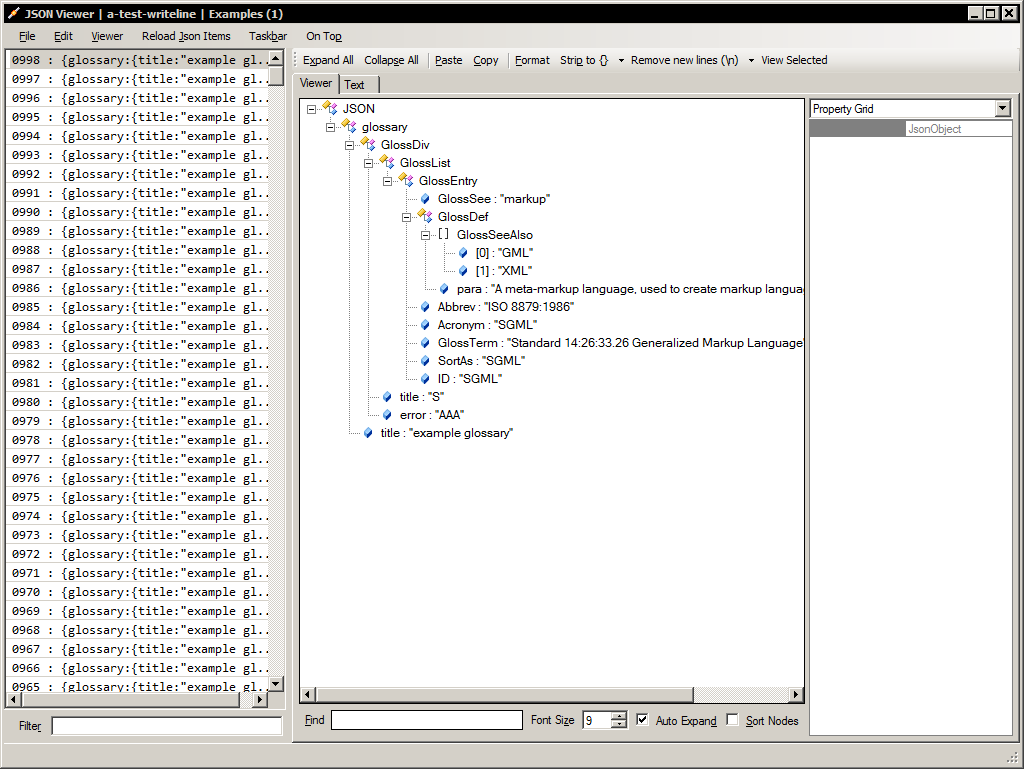 JSON Viewer | a-test-writeline | Examples (1)
File Edit Viewer Reload Json Items Taskbar On Top
0998 : {glossary:{title:"example gl..
0997 : {glossary:{title:"example gl..
0996 : {glossary:{title:"example gl..
0995 : {glossary:{title:"example gl..
0994 : {glossary:{title:"example gl..
0993 : {glossary:{title:"example gl..
0992 : {glossary:{title:"example gl..
0991 : {glossary:{title:"example gl..
0990 : {glossary:{title:"example gl..
0989 : {glossary:{title:"example gl..
0988 : {glossary:{title:"example gl..
0987 : {glossary:{title:"example gl..
0986 : {glossary:{title:"example gl..
0985 : {glossary:{title:"example gl..
0984 : {glossary:{title:"example gl..
0983 : {glossary:{title:"example gl..
0982 : {glossary:{title:"example gl..
0981 : {glossary:{title:"example gl..
0980 : {glossary:{title:"example gl..
0979 : {glossary:{title:"example gl..
0978 : {glossary:{title:"example gl..
0977 : {glossary:{title:"example gl..
0976 : {glossary:{title:"example gl..
0975 : {glossary:{title:"example gl..
0974 : {glossary:{title:"example gl..
0973 : {glossary:{title:"example gl..
0972 : {glossary:{title:"example gl..
0971 : {glossary:{title:"example gl..
0970 : {glossary:{title:"example gl..
0969 : {glossary:{title:"example gl..
0968 : {glossary:{title:"example gl..
0967 : {glossary:{title:"example gl..
0966 : {glossary:{title:"example gl..
0965 : {glossary:{title:"example gl..
Filter
Expand All Collapse All Paste Copy Format Strip to {} Remove new lines (\n) View Selected
Viewer Text
JSON
glossary
GlossDiv
GlossList
GlossEntry
GlossSee : "markup"
GlossDef
[] GlossSeeAlso
[0] : "GML"
[1] : "XML"
para : "A meta-markup language, used to create markup langua
Abbrev : "ISO 8879:1986"
Acronym : "SGML"
GlossTerm : "Standard 14:26:33.26 Generalized Markup Language"
SortAs : "SGML"
ID : "SGML"
title : "S"
error : "AAA"
title : "example glossary"
Find Font Size 9 Auto Expand Sort Nodes
Property Grid
JsonObject